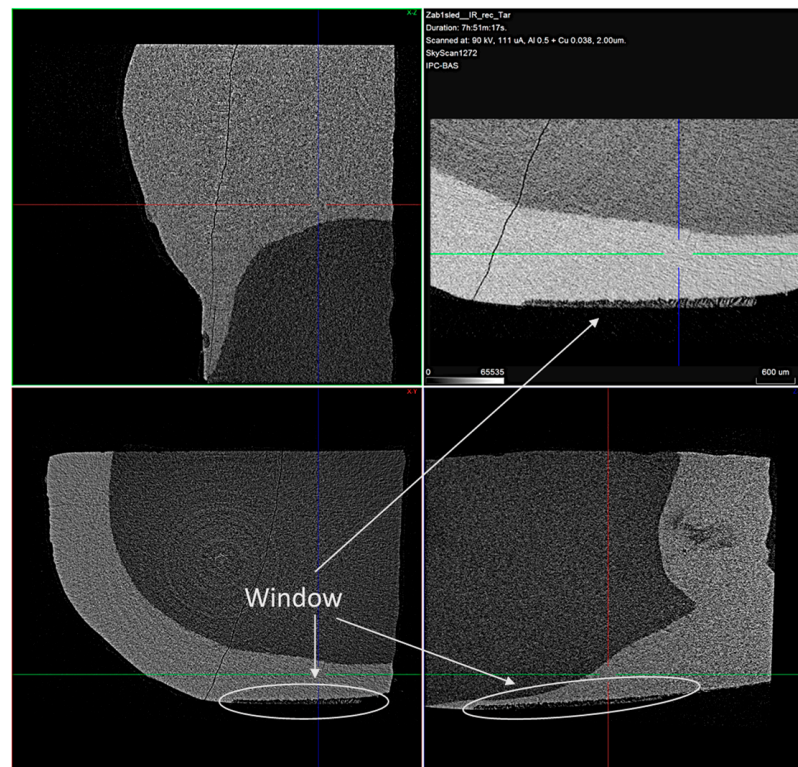 X-Z
Zab1sled__IR_rec_Tar
Duration: 7h:51m:17s.
Scanned at: 90 kV, 111 uA, Al 0.5 + Cu 0.038, 2.00um.
SkyScan1272
IPC-BAS
0 65535
600 um
X-Y
Window